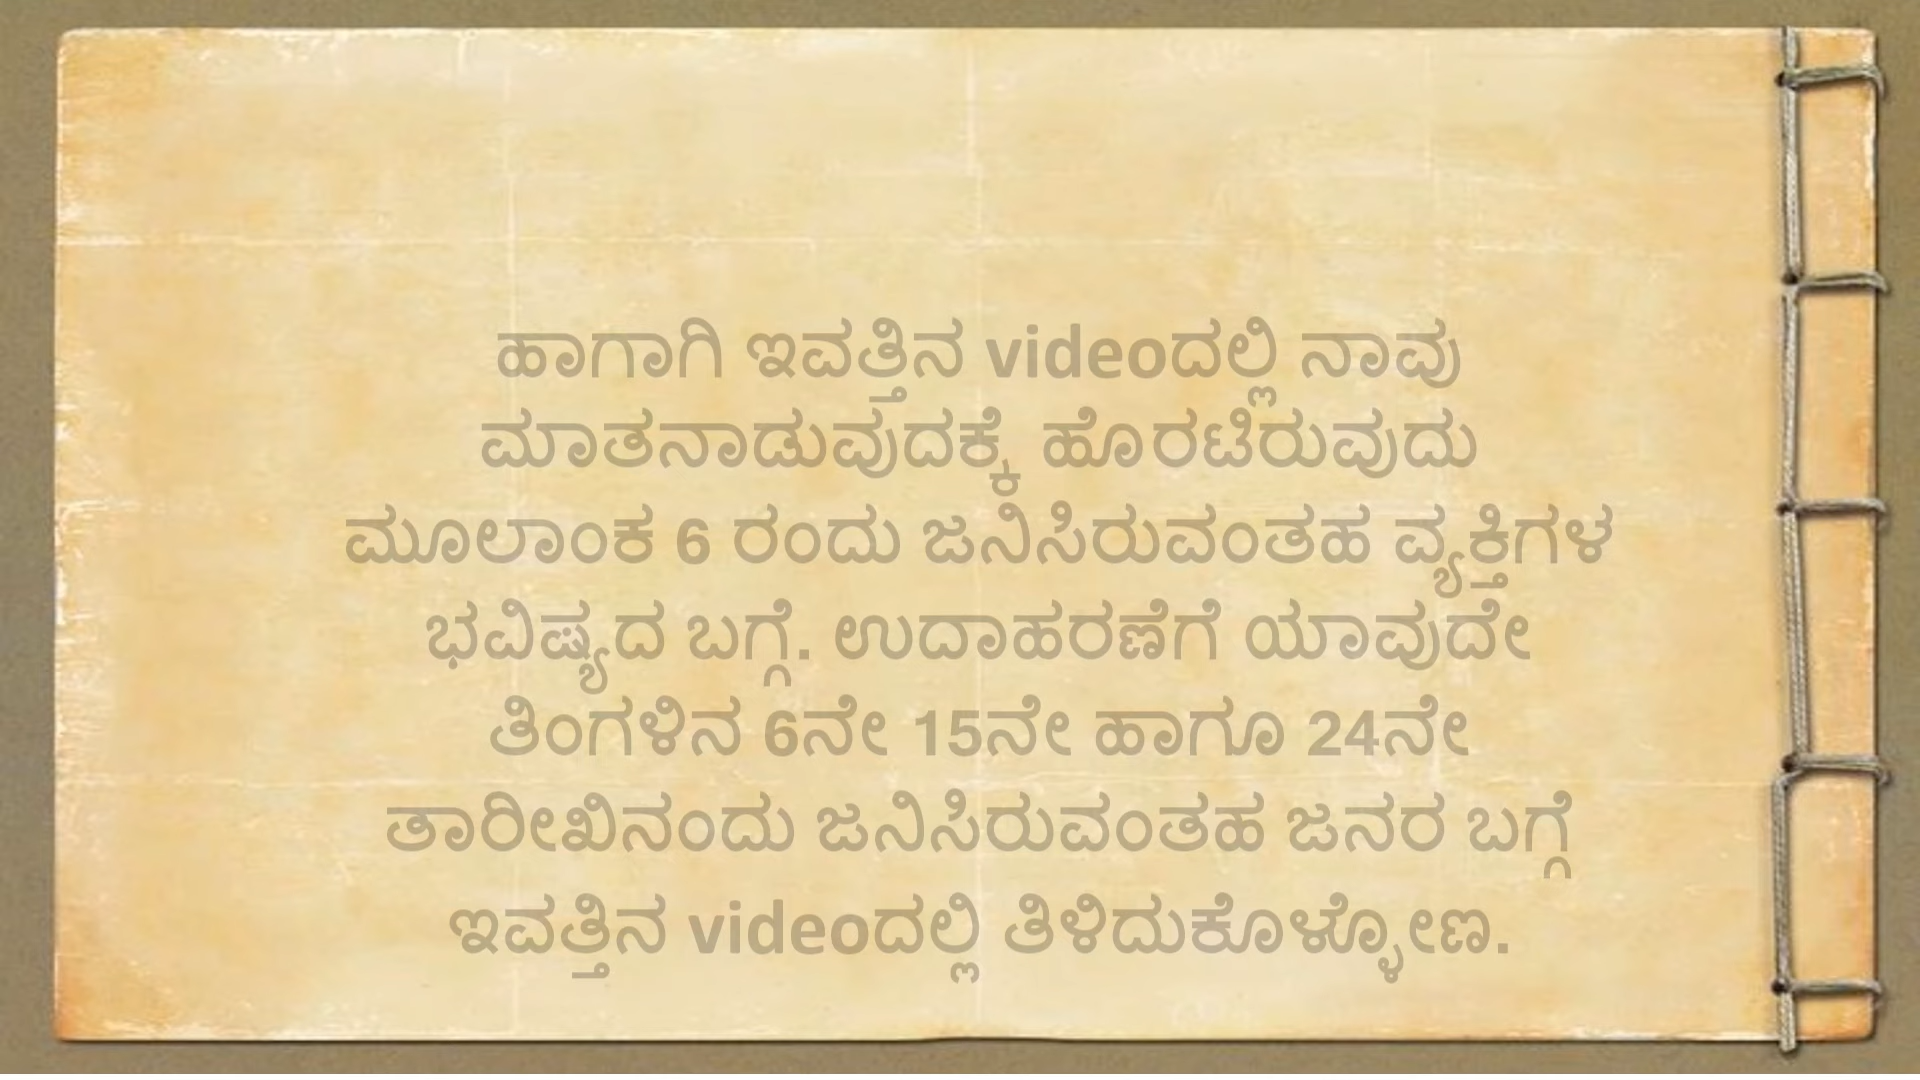 ಹಾಗಾಗಿ ಇವತ್ತಿನ videoದಲ್ಲಿ ನಾವು
ಮಾತನಾಡುವುದಕ್ಕೆ ಹೊರಟಿರುವುದು
ಮೂಲಾಂಕ 6 ರಂದು ಜನಿಸಿರುವಂತಹ ವ್ಯಕ್ತಿಗಳ
ಭವಿಷ್ಯದ ಬಗ್ಗೆ. ಉದಾಹರಣೆಗೆ ಯಾವುದೇ
ತಿಂಗಳಿನ 6ನೇ 15ನೇ ಹಾಗೂ 24ನೇ
ತಾರೀಖಿನಂದು ಜನಿಸಿರುವಂತಹ ಜನರ ಬಗ್ಗೆ
ಇವತ್ತಿನ videoದಲ್ಲಿ ತಿಳಿದುಕೊಳ್ಳೋಣ.